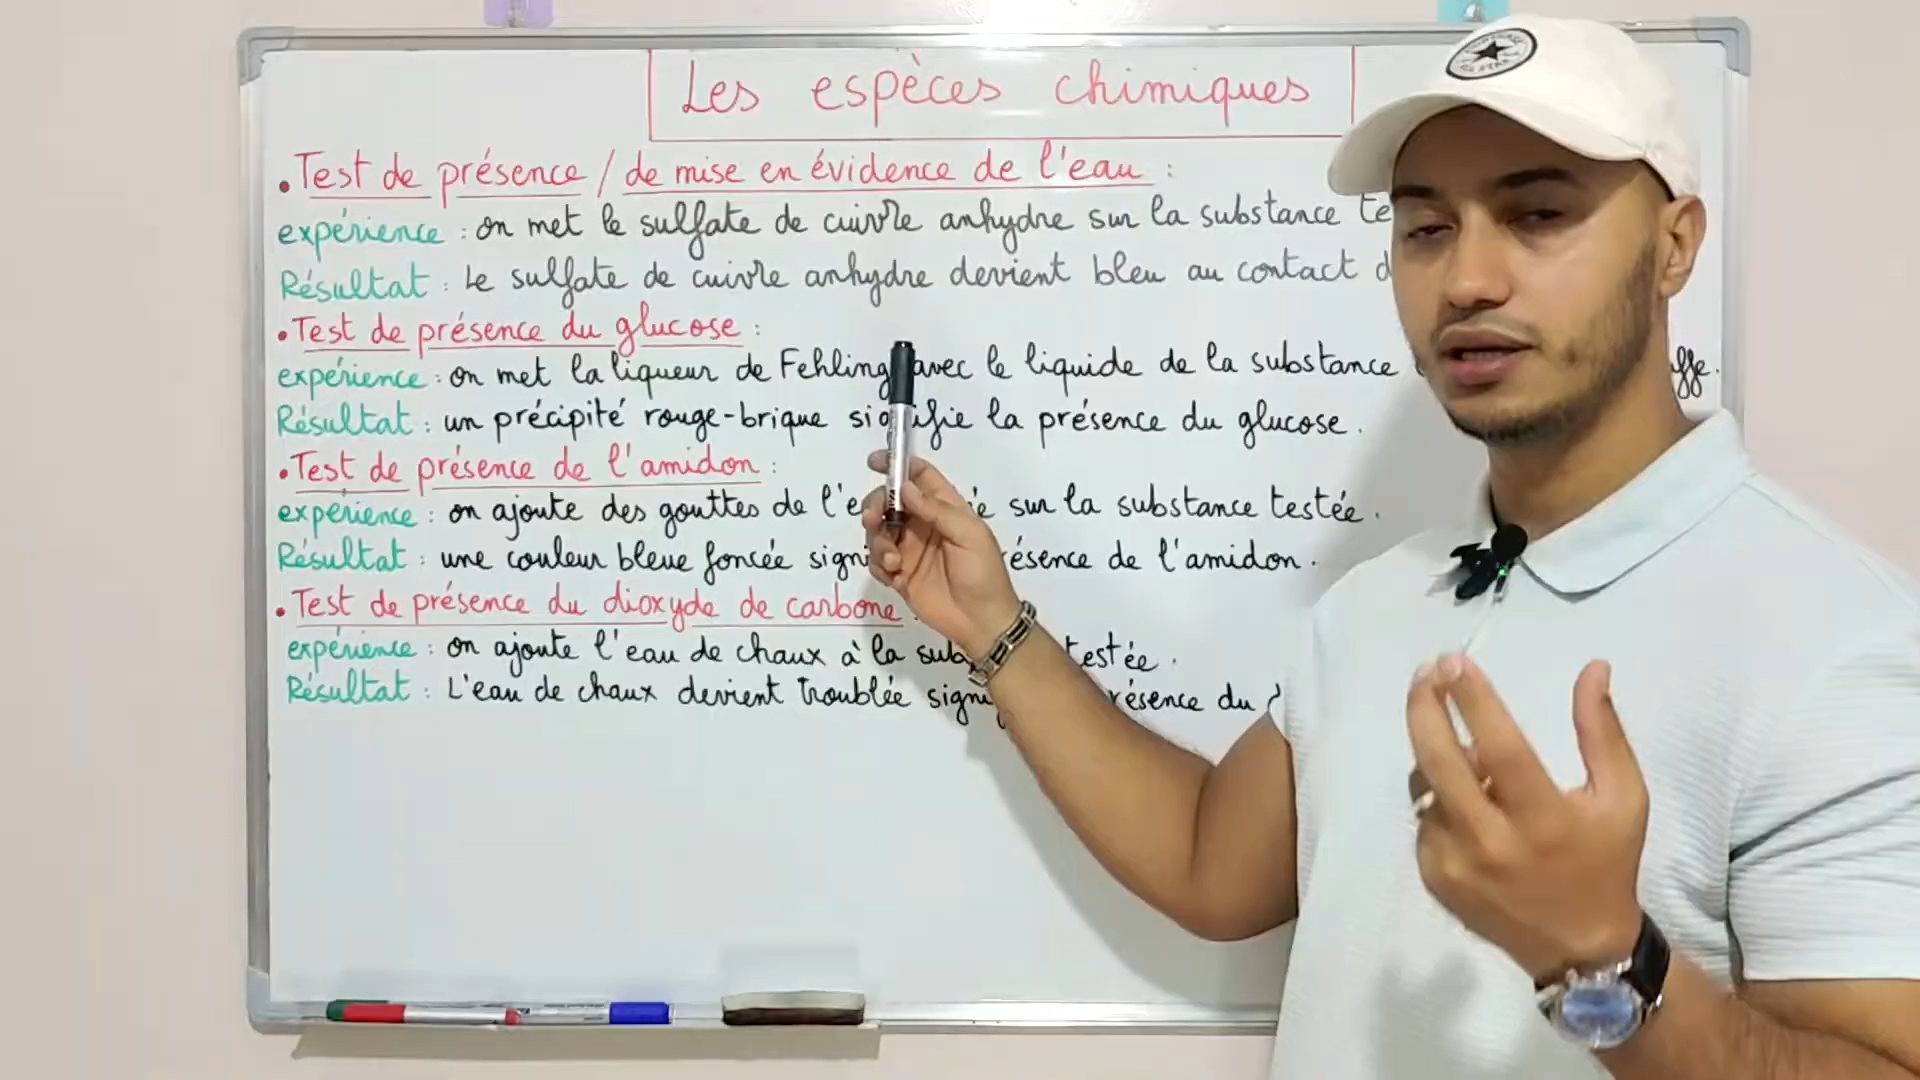 Les espèces chimiques
• Test de présence / de mise en évidence de l'eau :
expérience : on met le sulfate de cuivre anhydre sur la substance te
Résultat : Le sulfate de cuivre anhydre devient bleu au contact d
• Test de présence du glucose :
expérience : on met la liqueur de Fehling avec le liquide de la substance
Résultat : un précipité rouge-brique signifie la présence du glucose.
• Test de présence de l'amidon :
expérience : on ajoute des gouttes de l'e sur la substance testée.
Résultat : une couleur bleue foncée signi ésence de l'amidon.
• Test de présence du dioxyde de carbone
expérience : on ajoute l'eau de chaux à la sub testée.
Résultat : L'eau de chaux devient troublée signi résence du